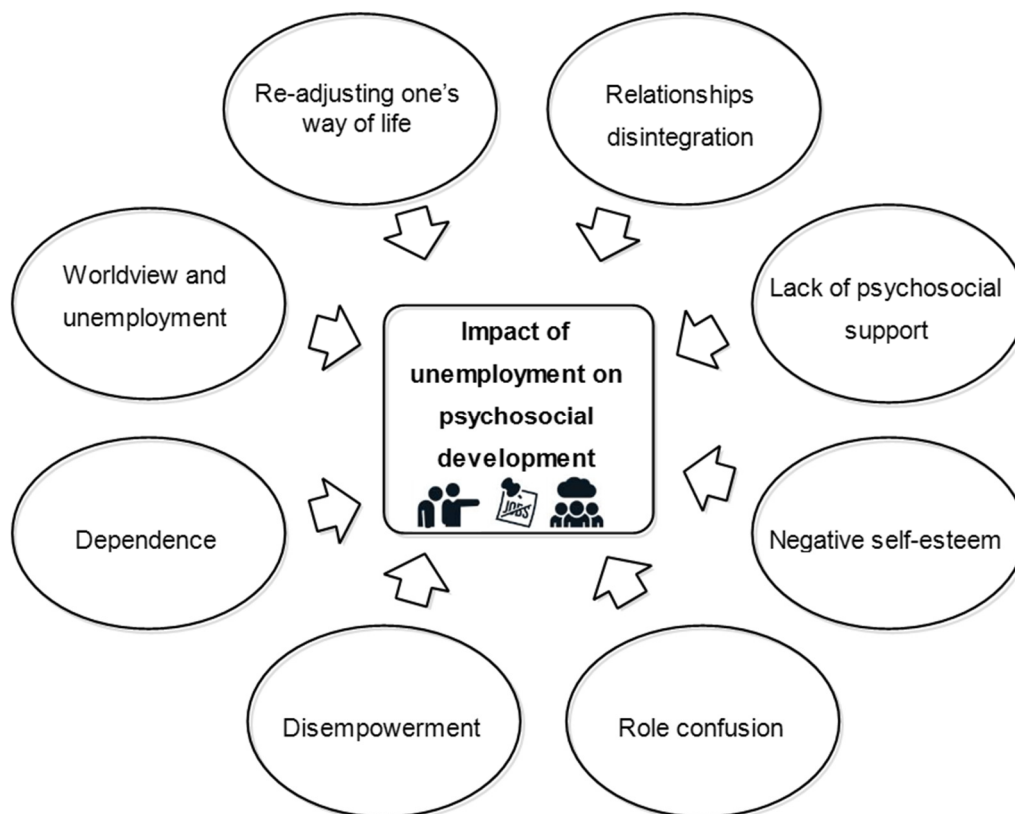 Re-adjusting one’s
way of life
Relationships
disintegration
Worldview and
unemployment
Lack of psychosocial
support
Impact of
unemployment on
psychosocial
development
JOBS
Dependence
Negative self-esteem
Disempowerment
Role confusion